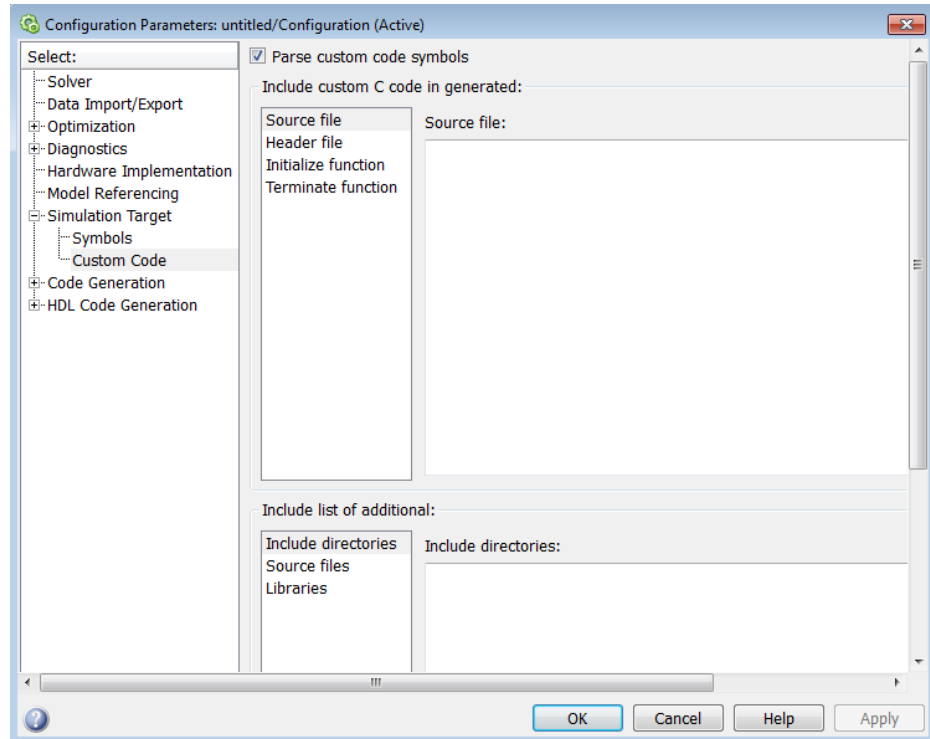 Configuration Parameters: untitled/Configuration (Active)
Select:
Solver
Data Import/Export
Optimization
Diagnostics
Hardware Implementation
Model Referencing
Simulation Target
Symbols
Custom Code
Code Generation
HDL Code Generation
Parse custom code symbols
Include custom C code in generated:
Source file
Header file
Initialize function
Terminate function
Source file:
Include list of additional:
Include directories
Source files
Libraries
Include directories:
OK
Cancel
Help
Apply